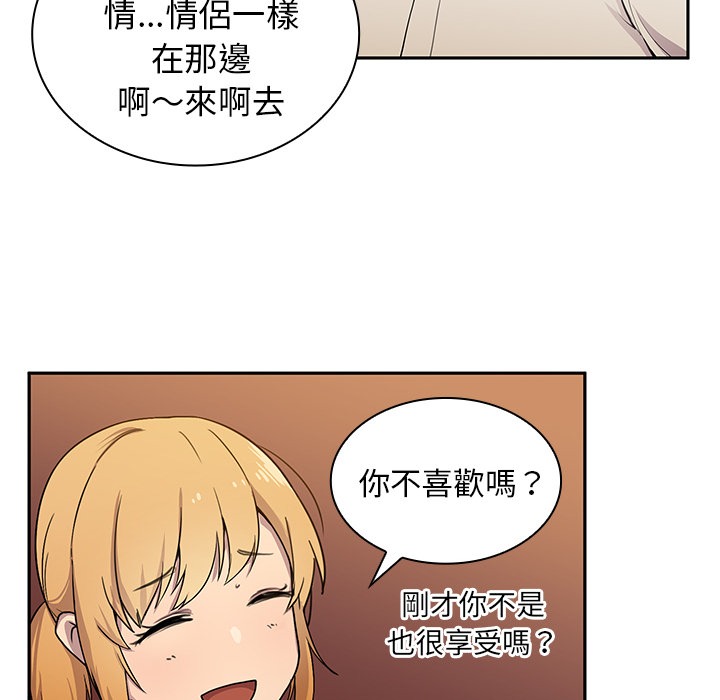 情...情侶一樣
在那邊
啊～來啊去
你不喜歡嗎？
剛才你不是
也很享受嗎？